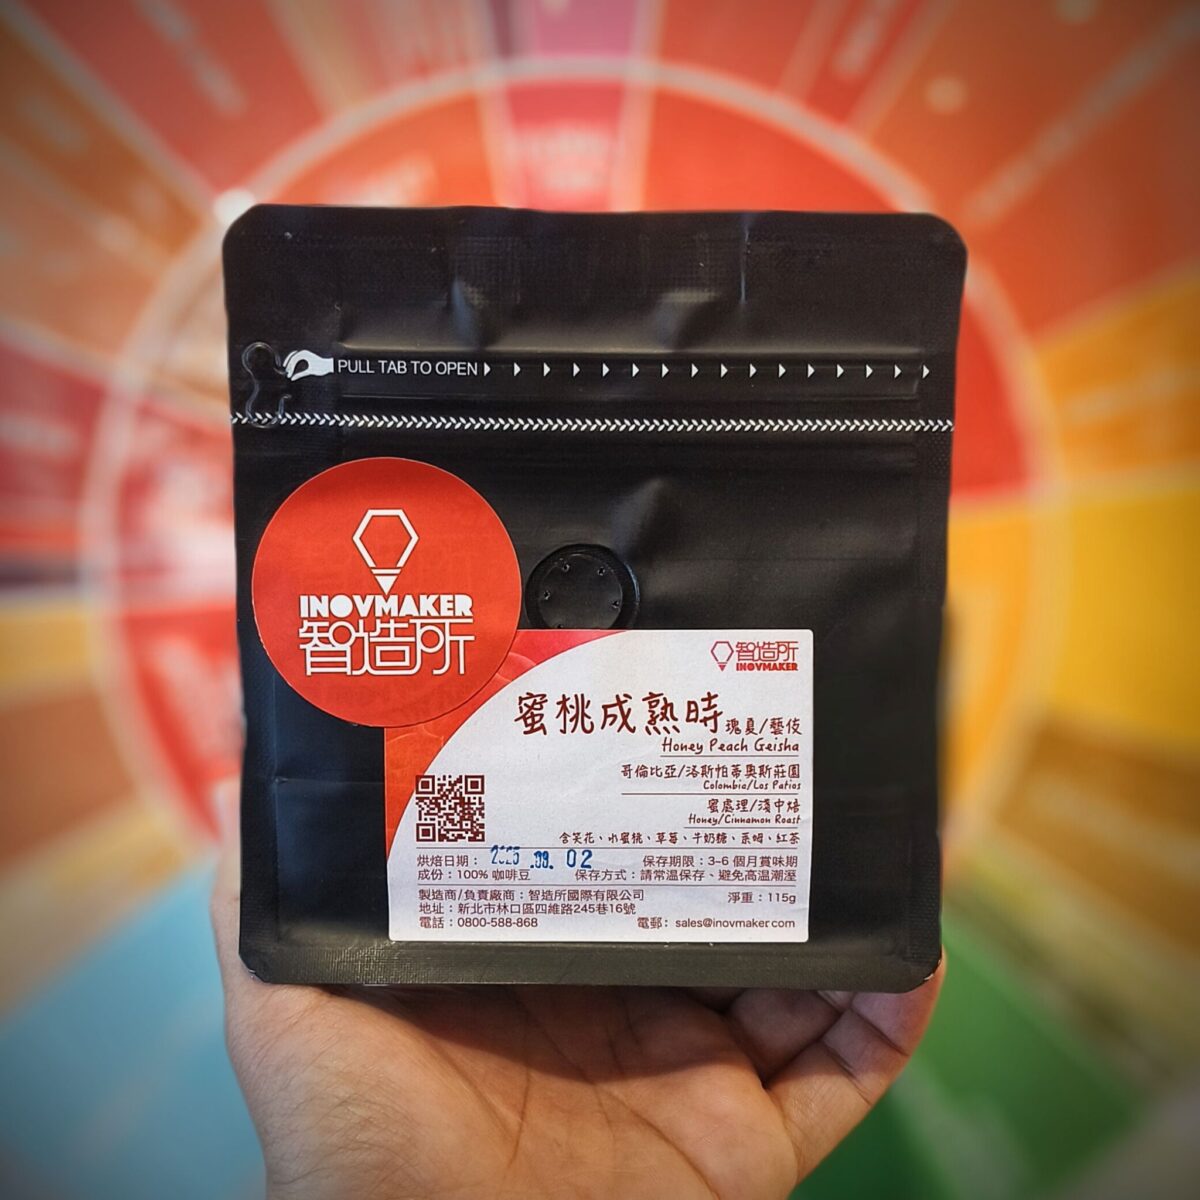 PULL TAB TO OPEN
INOVMAKER
智造所
智造所
INOVMAKER
蜜桃成熟時 瑰夏/藝伎
Honey Peach Geisha
哥倫比亞/洛斯帕蒂奧斯莊園
Colombia/Los Patios
蜜處理/淺中焙
Honey/Cinnamon Roast
含笑花、水蜜桃、草莓、牛奶糖、蘭姆、紅茶
烘焙日期： 2025 .09. 02 保存期限：3-6 個月賞味期
成份：100% 咖啡豆 保存方式：請常溫保存、避免高溫潮溼
製造商/負責廠商：智造所國際有限公司 淨重：115g
地址：新北市林口區四維路245巷16號
電話：0800-588-868 電郵：sales@inovmaker.com